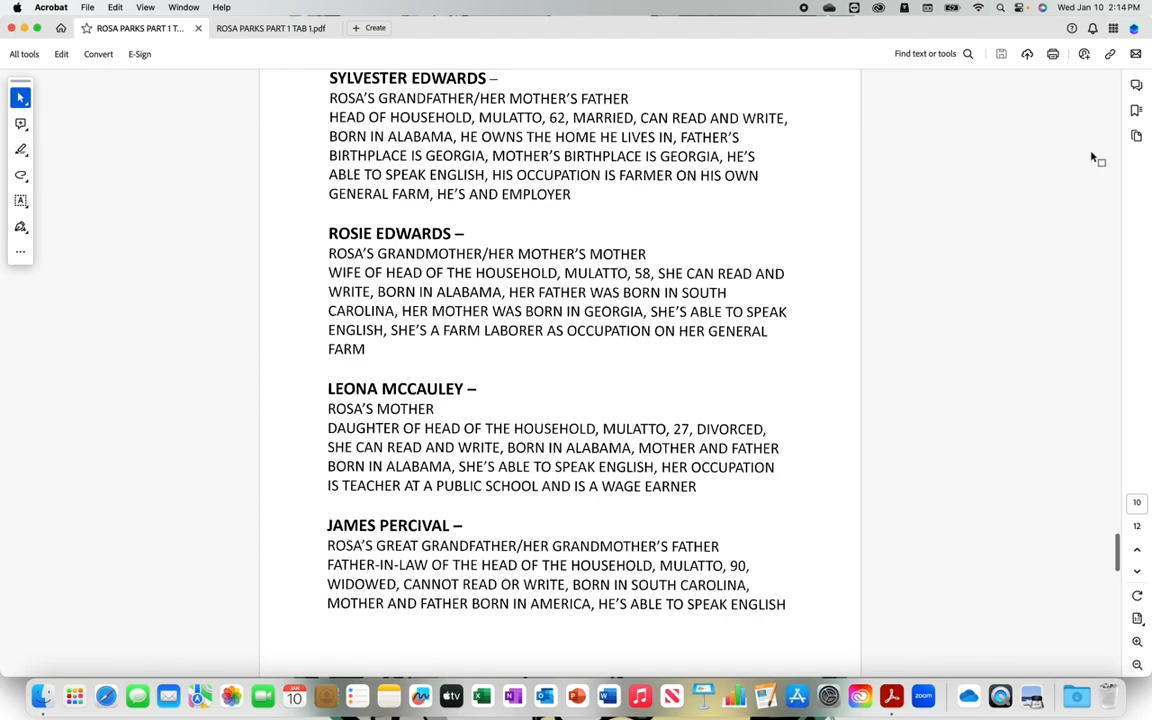 Acrobat File Edit View Window Help
Wed Jan 10 2:14 PM
ROSA PARKS PART 1 T... ROSA PARKS PART 1 TAB 1.pdf + Create
All tools Edit Convert E-Sign
Find text or tools
SYLVESTER EDWARDS –
ROSA'S GRANDFATHER/HER MOTHER'S FATHER
HEAD OF HOUSEHOLD, MULATTO, 62, MARRIED, CAN READ AND WRITE,
BORN IN ALABAMA, HE OWNS THE HOME HE LIVES IN, FATHER'S
BIRTHPLACE IS GEORGIA, MOTHER'S BIRTHPLACE IS GEORGIA, HE'S
ABLE TO SPEAK ENGLISH, HIS OCCUPATION IS FARMER ON HIS OWN
GENERAL FARM, HE'S AND EMPLOYER
ROSIE EDWARDS –
ROSA'S GRANDMOTHER/HER MOTHER'S MOTHER
WIFE OF HEAD OF THE HOUSEHOLD, MULATTO, 58, SHE CAN READ AND
WRITE, BORN IN ALABAMA, HER FATHER WAS BORN IN SOUTH
CAROLINA, HER MOTHER WAS BORN IN GEORGIA, SHE'S ABLE TO SPEAK
ENGLISH, SHE'S A FARM LABORER AS OCCUPATION ON HER GENERAL
FARM
LEONA MCCAULEY –
ROSA'S MOTHER
DAUGHTER OF HEAD OF THE HOUSEHOLD, MULATTO, 27, DIVORCED,
SHE CAN READ AND WRITE, BORN IN ALABAMA, MOTHER AND FATHER
BORN IN ALABAMA, SHE'S ABLE TO SPEAK ENGLISH, HER OCCUPATION
IS TEACHER AT A PUBLIC SCHOOL AND IS A WAGE EARNER
JAMES PERCIVAL –
ROSA'S GREAT GRANDFATHER/HER GRANDMOTHER'S FATHER
FATHER-IN-LAW OF THE HEAD OF THE HOUSEHOLD, MULATTO, 90,
WIDOWED, CANNOT READ OR WRITE, BORN IN SOUTH CAROLINA,
MOTHER AND FATHER BORN IN AMERICA, HE'S ABLE TO SPEAK ENGLISH
10
12
JAN
10
tv
zoom